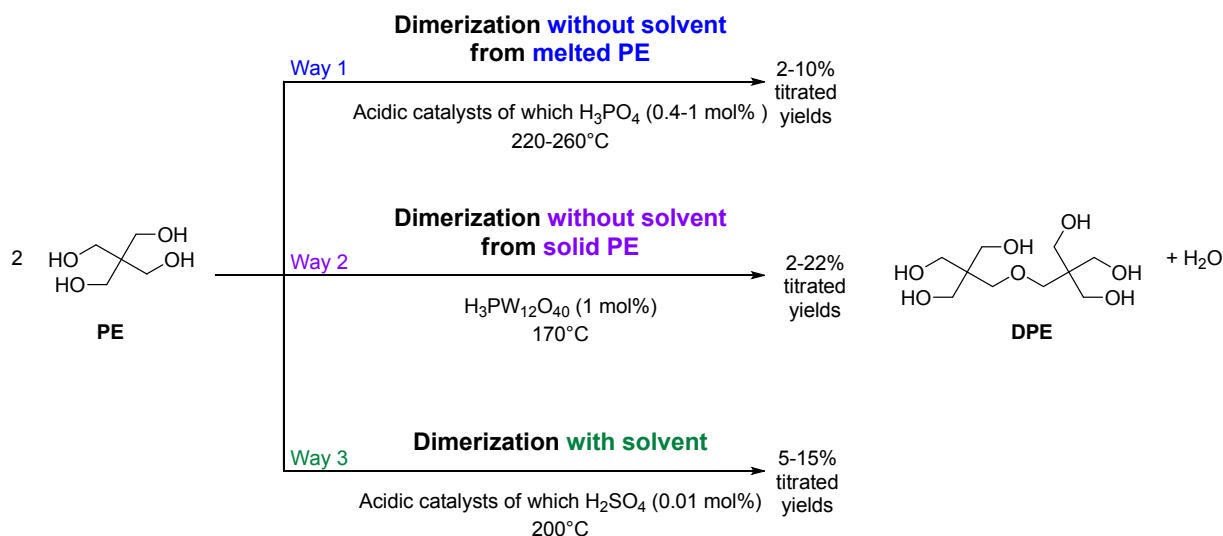 Dimerization without solvent
from melted PE
Way 1
2-10%
titrated
yields
Acidic catalysts of which H₃PO₄ (0.4-1 mol% )
220-260°C
Dimerization without solvent
from solid PE
2
HO
OH
OH
HO
PE
Way 2
2-22%
titrated
yields
H₃PW₁₂O₄₀ (1 mol%)
170°C
OH
OH
HO
O
OH
HO
OH
DPE
+ H₂O
Dimerization with solvent
Way 3
5-15%
titrated
yields
Acidic catalysts of which H₂SO₄ (0.01 mol%)
200°C